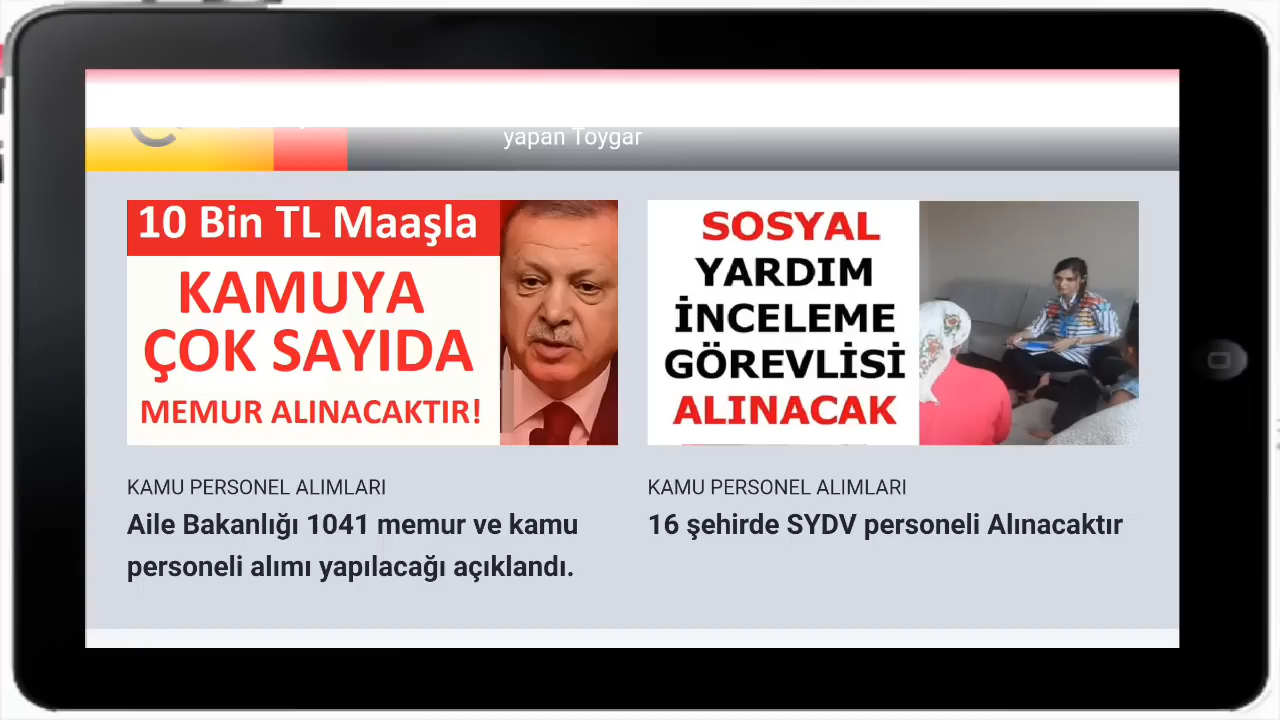 yapan Toygar
10 Bin TL Maaşla
KAMUYA
ÇOK SAYIDA
MEMUR ALINACAKTIR!
SOSYAL
YARDIM
İNCELEME
GÖREVLİSİ
ALINACAK
KAMU PERSONEL ALIMLARI
Aile Bakanlığı 1041 memur ve kamu
personeli alımı yapılacağı açıklandı.
KAMU PERSONEL ALIMLARI
16 şehirde SYDV personeli Alınacaktır